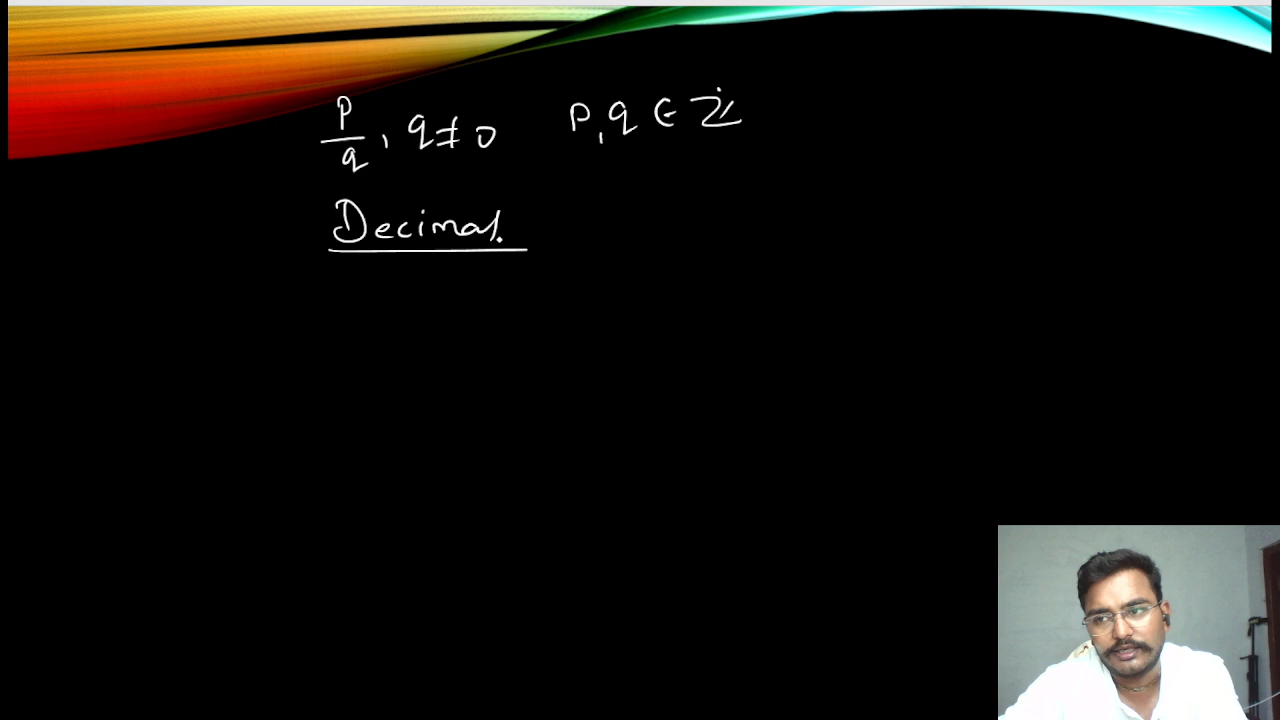 p/q, q ≠ 0    p, q ∈ ℤ
Decimal.